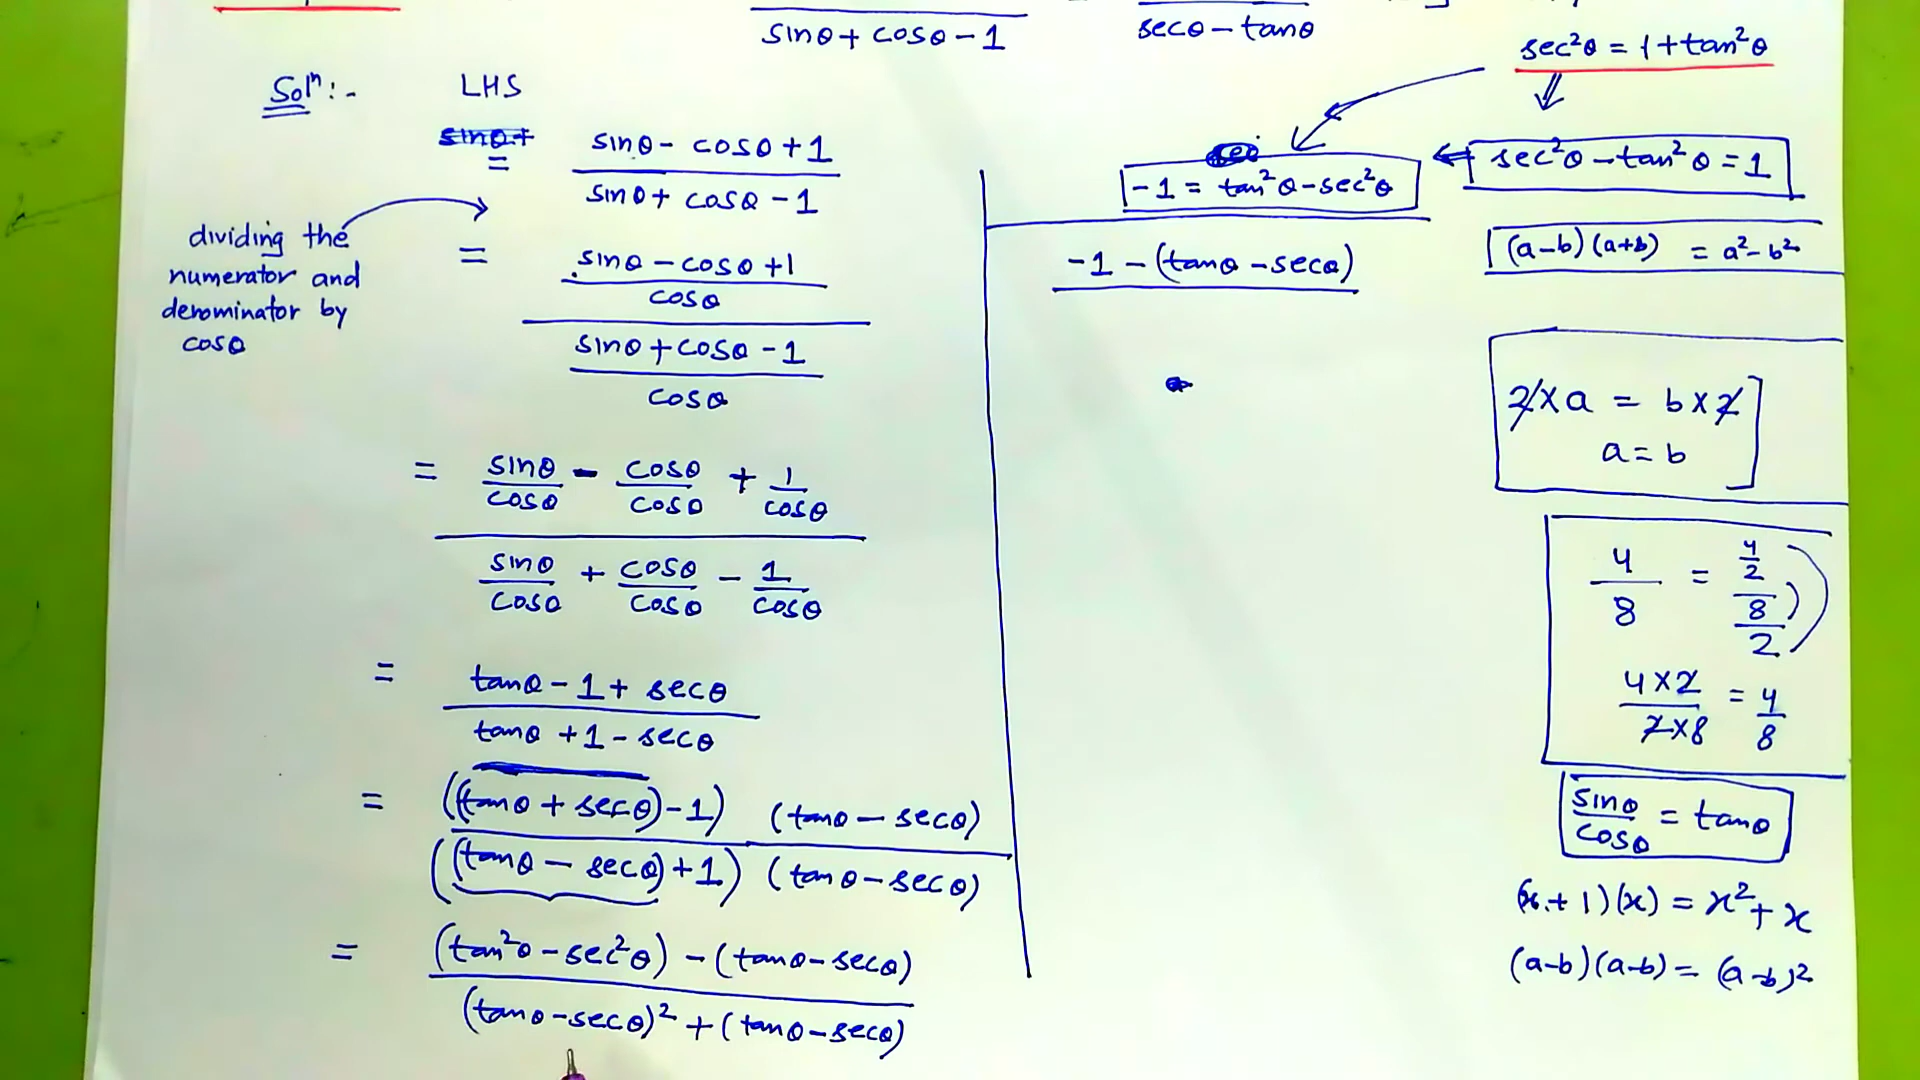 sinθ + cosθ - 1 secθ - tanθ
Solⁿ :- LHS
= sinθ - cosθ + 1
sinθ + cosθ - 1
dividing the
numerator and
denominator by
cosθ
= sinθ - cosθ + 1
cosθ
sinθ + cosθ - 1
cosθ
= sinθ/cosθ - cosθ/cosθ + 1/cosθ
sinθ/cosθ + cosθ/cosθ - 1/cosθ
= tanθ - 1 + secθ
tanθ + 1 - secθ
= ((tanθ + secθ) - 1) (tanθ - secθ)
((tanθ - secθ) + 1) (tanθ - secθ)
= (tan²θ - sec²θ) - (tanθ - secθ)
(tanθ - secθ)² + (tanθ - secθ)
-1 = tan²θ - sec²θ
-1 - (tanθ - secθ)
sec²θ = 1 + tan²θ
sec²θ - tan²θ = 1
(a-b)(a+b) = a² - b²
2 × a = b × 2
a = b
4/8 = 4/2
8/2
4×2
2×8
= 4/8
sinθ/cosθ = tanθ
(x + 1)(x) = x² + x
(a-b)(a-b) = (a-b)²